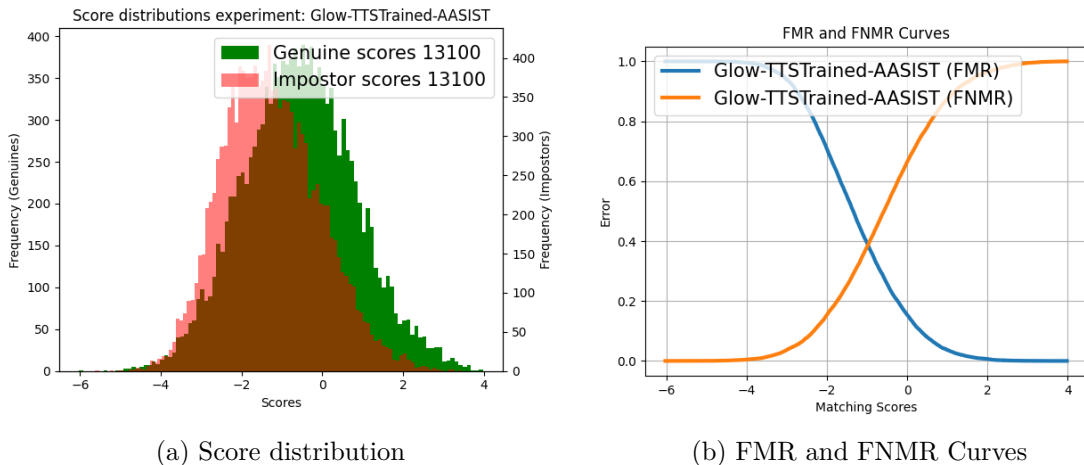 Score distributions experiment: Glow-TTSTrained-AASIST
Genuine scores 13100
Impostor scores 13100
400
350
300
250
200
150
100
50
0
Frequency (Genuines)
400
350
300
250
200
150
100
50
0
Frequency (Impostors)
−6 −4 −2 0 2 4
Scores
(a) Score distribution
FMR and FNMR Curves
Glow-TTSTrained-AASIST (FMR)
Glow-TTSTrained-AASIST (FNMR)
1.0
0.8
0.6
0.4
0.2
0.0
Error
−6 −4 −2 0 2 4
Matching Scores
(b) FMR and FNMR Curves